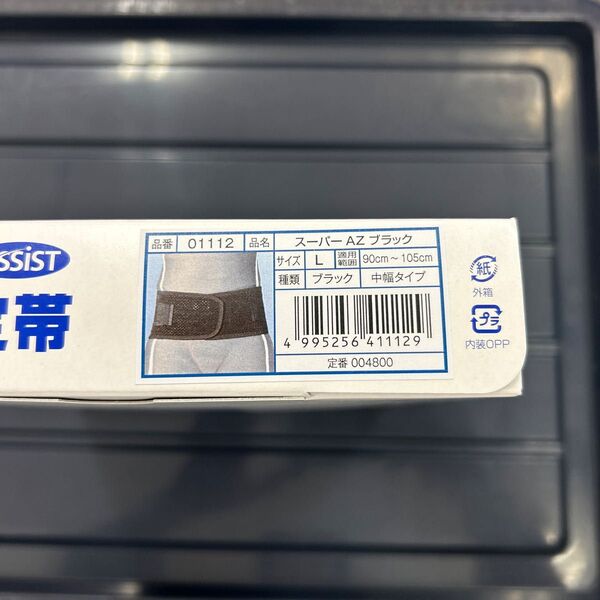 SSIST
帯
品番 01112 品名 スーパー AZ ブラック
サイズ L 適用範囲 90cm～105cm
種類 ブラック 中幅タイプ
4 995256 411129
定番 004800
紙
外箱
プラ
内装OPP